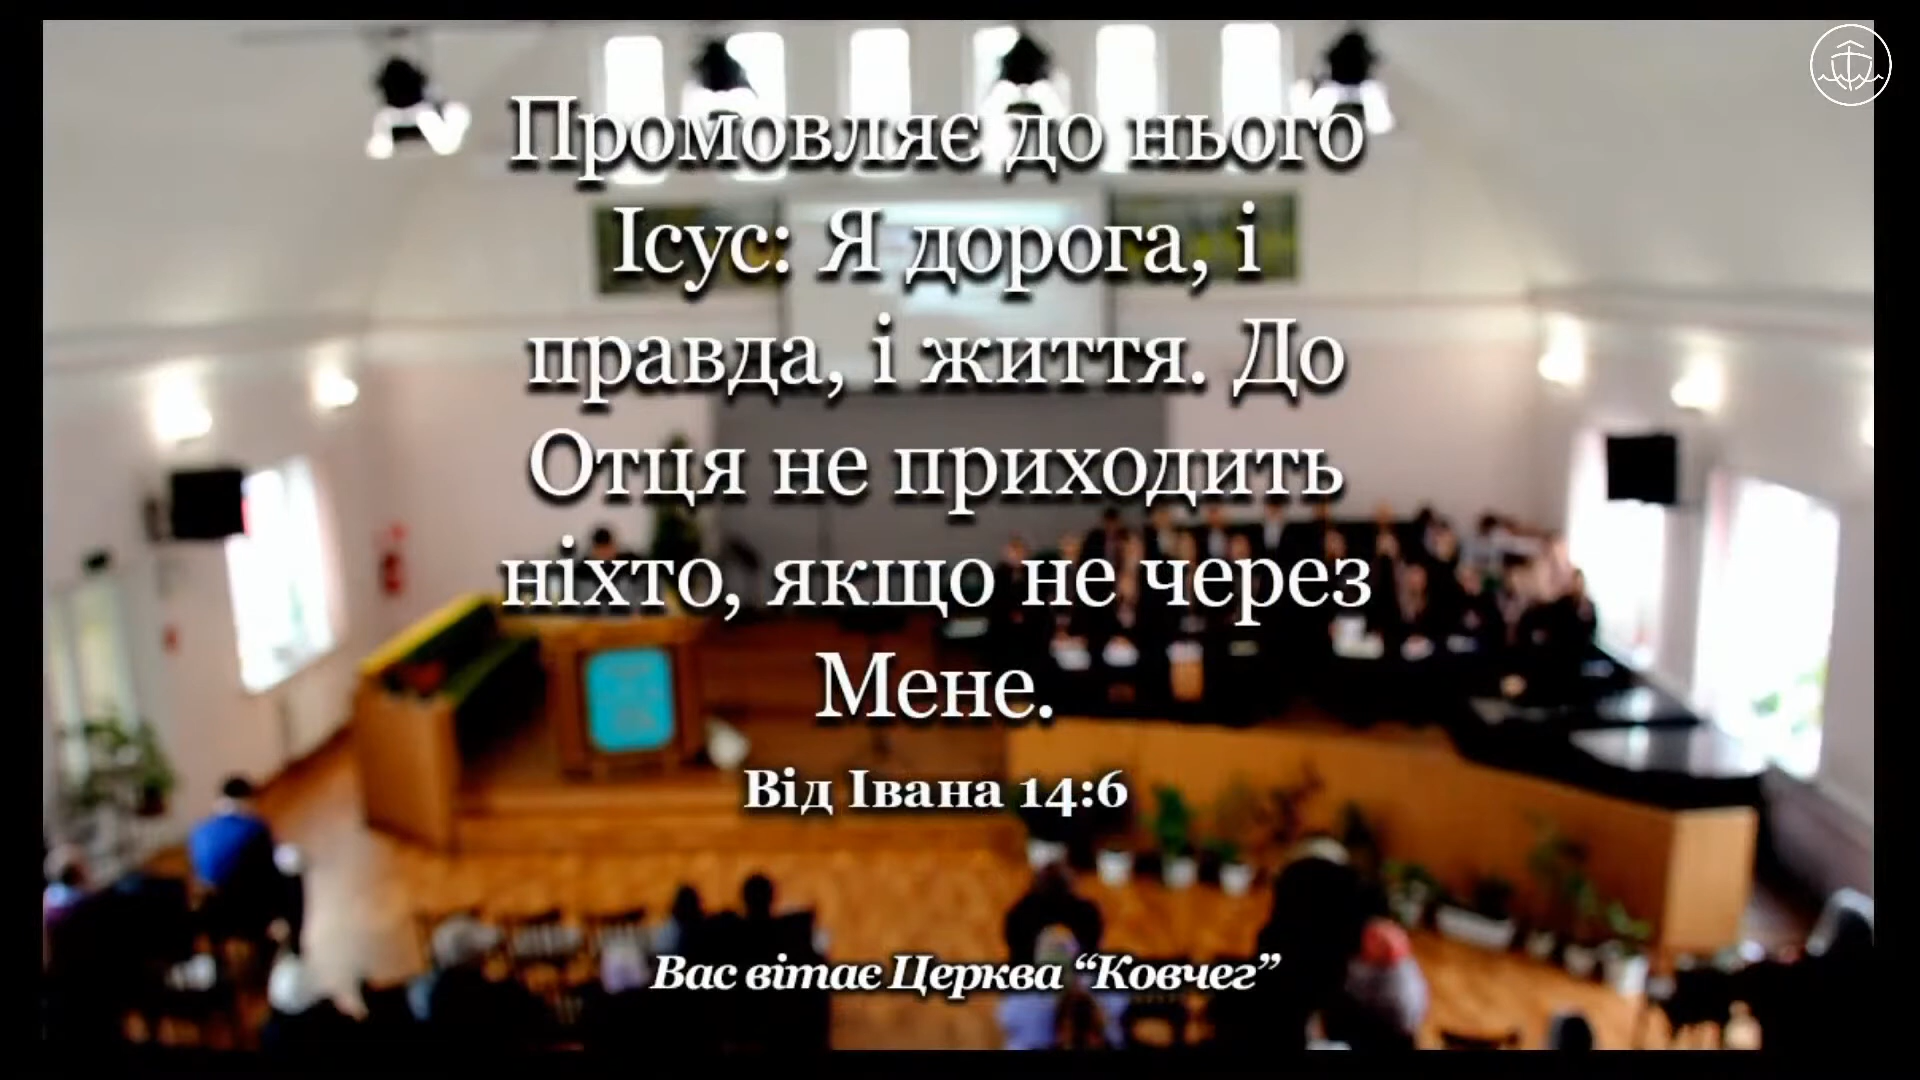 Промовляє до нього
Ісус: Я дорога, і
правда, і життя. До
Отця не приходить
ніхто, якщо не через
Мене.
Від Івана 14:6
Вас вітає Церква “Ковчег”